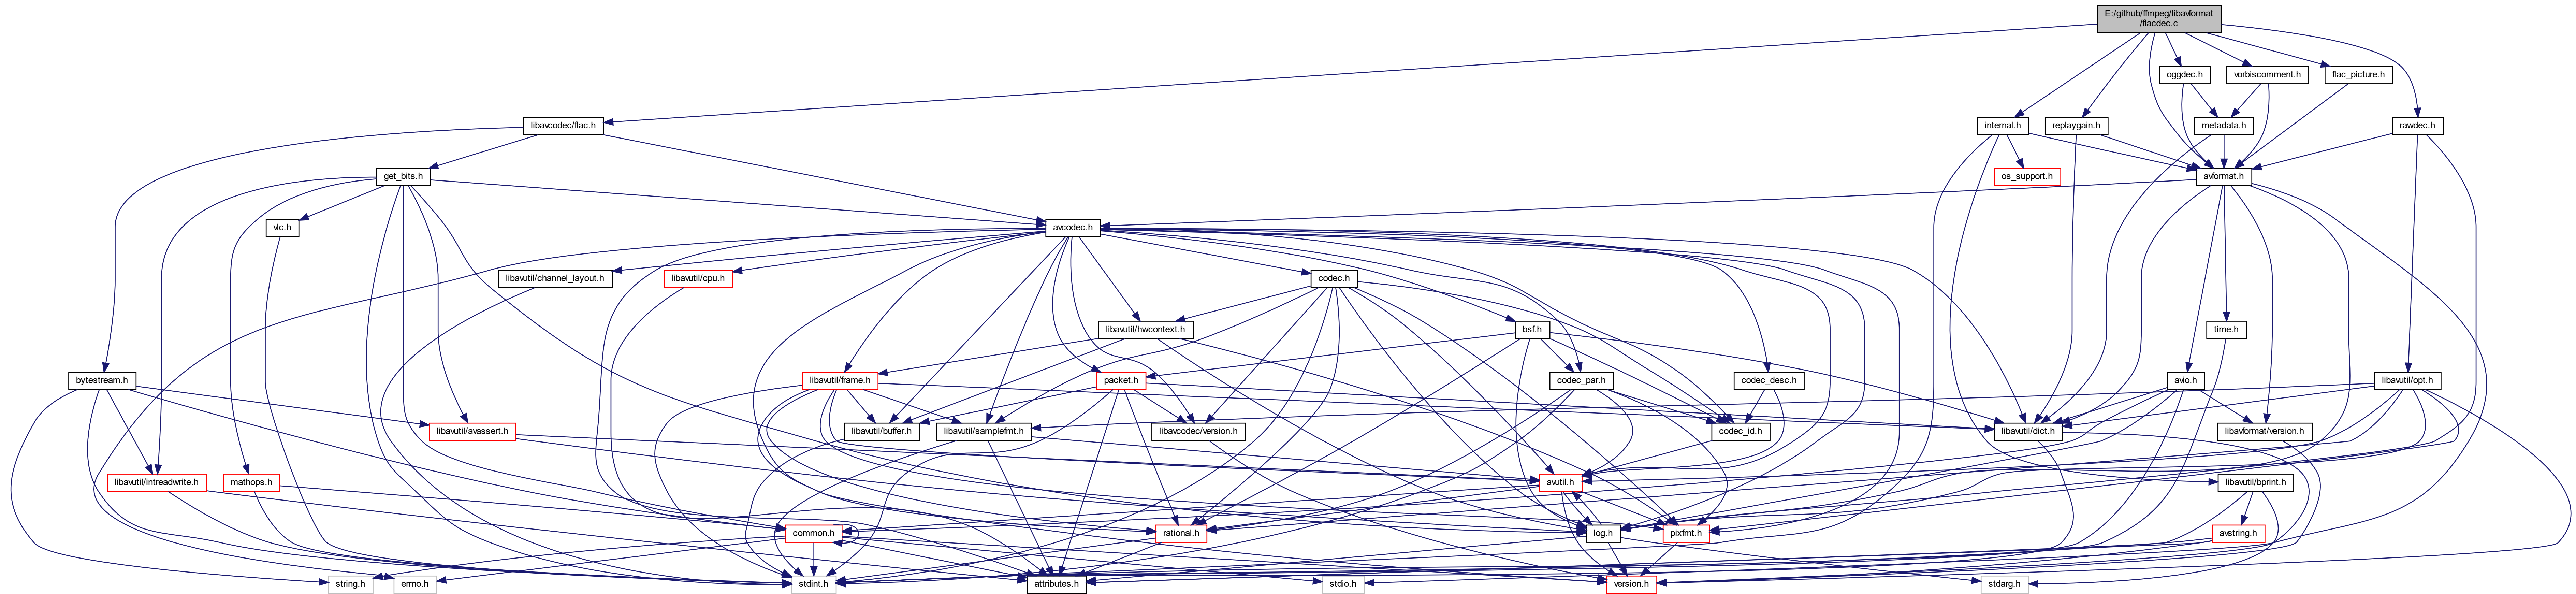 E:/github/ffmpeg/libavformat
/flacdec.c
oggdec.h
vorbiscomment.h
flac_picture.h
libavcodec/flac.h
internal.h
replaygain.h
metadata.h
rawdec.h
get_bits.h
os_support.h
avformat.h
vlc.h
avcodec.h
libavutil/channel_layout.h
libavutil/cpu.h
codec.h
libavutil/hwcontext.h
bsf.h
time.h
bytestream.h
libavutil/frame.h
packet.h
codec_par.h
codec_desc.h
avio.h
libavutil/opt.h
libavutil/avassert.h
libavutil/buffer.h
libavutil/samplefmt.h
libavcodec/version.h
codec_id.h
libavutil/dict.h
libavformat/version.h
libavutil/intreadwrite.h
mathops.h
avutil.h
libavutil/bprint.h
common.h
rational.h
log.h
pixfmt.h
avstring.h
string.h
errno.h
stdint.h
attributes.h
stdio.h
version.h
stdarg.h